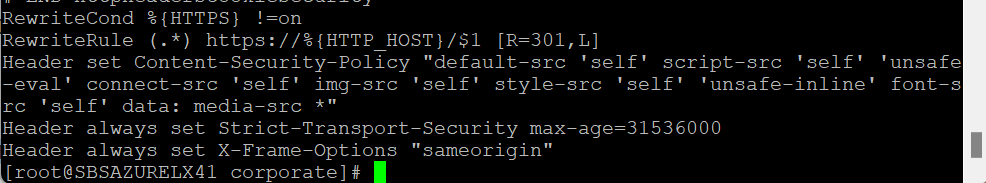 RewriteCond %{HTTPS} !=on
RewriteRule (.*) https://%{HTTP_HOST}/$1 [R=301,L]
Header set Content-Security-Policy "default-src 'self' script-src 'self' 'unsafe
-eval' connect-src 'self' img-src 'self' style-src 'self' 'unsafe-inline' font-s
rc 'self' data: media-src *"
Header always set Strict-Transport-Security max-age=31536000
Header always set X-Frame-Options "sameorigin"
[root@SBSAZURELX41 corporate]#